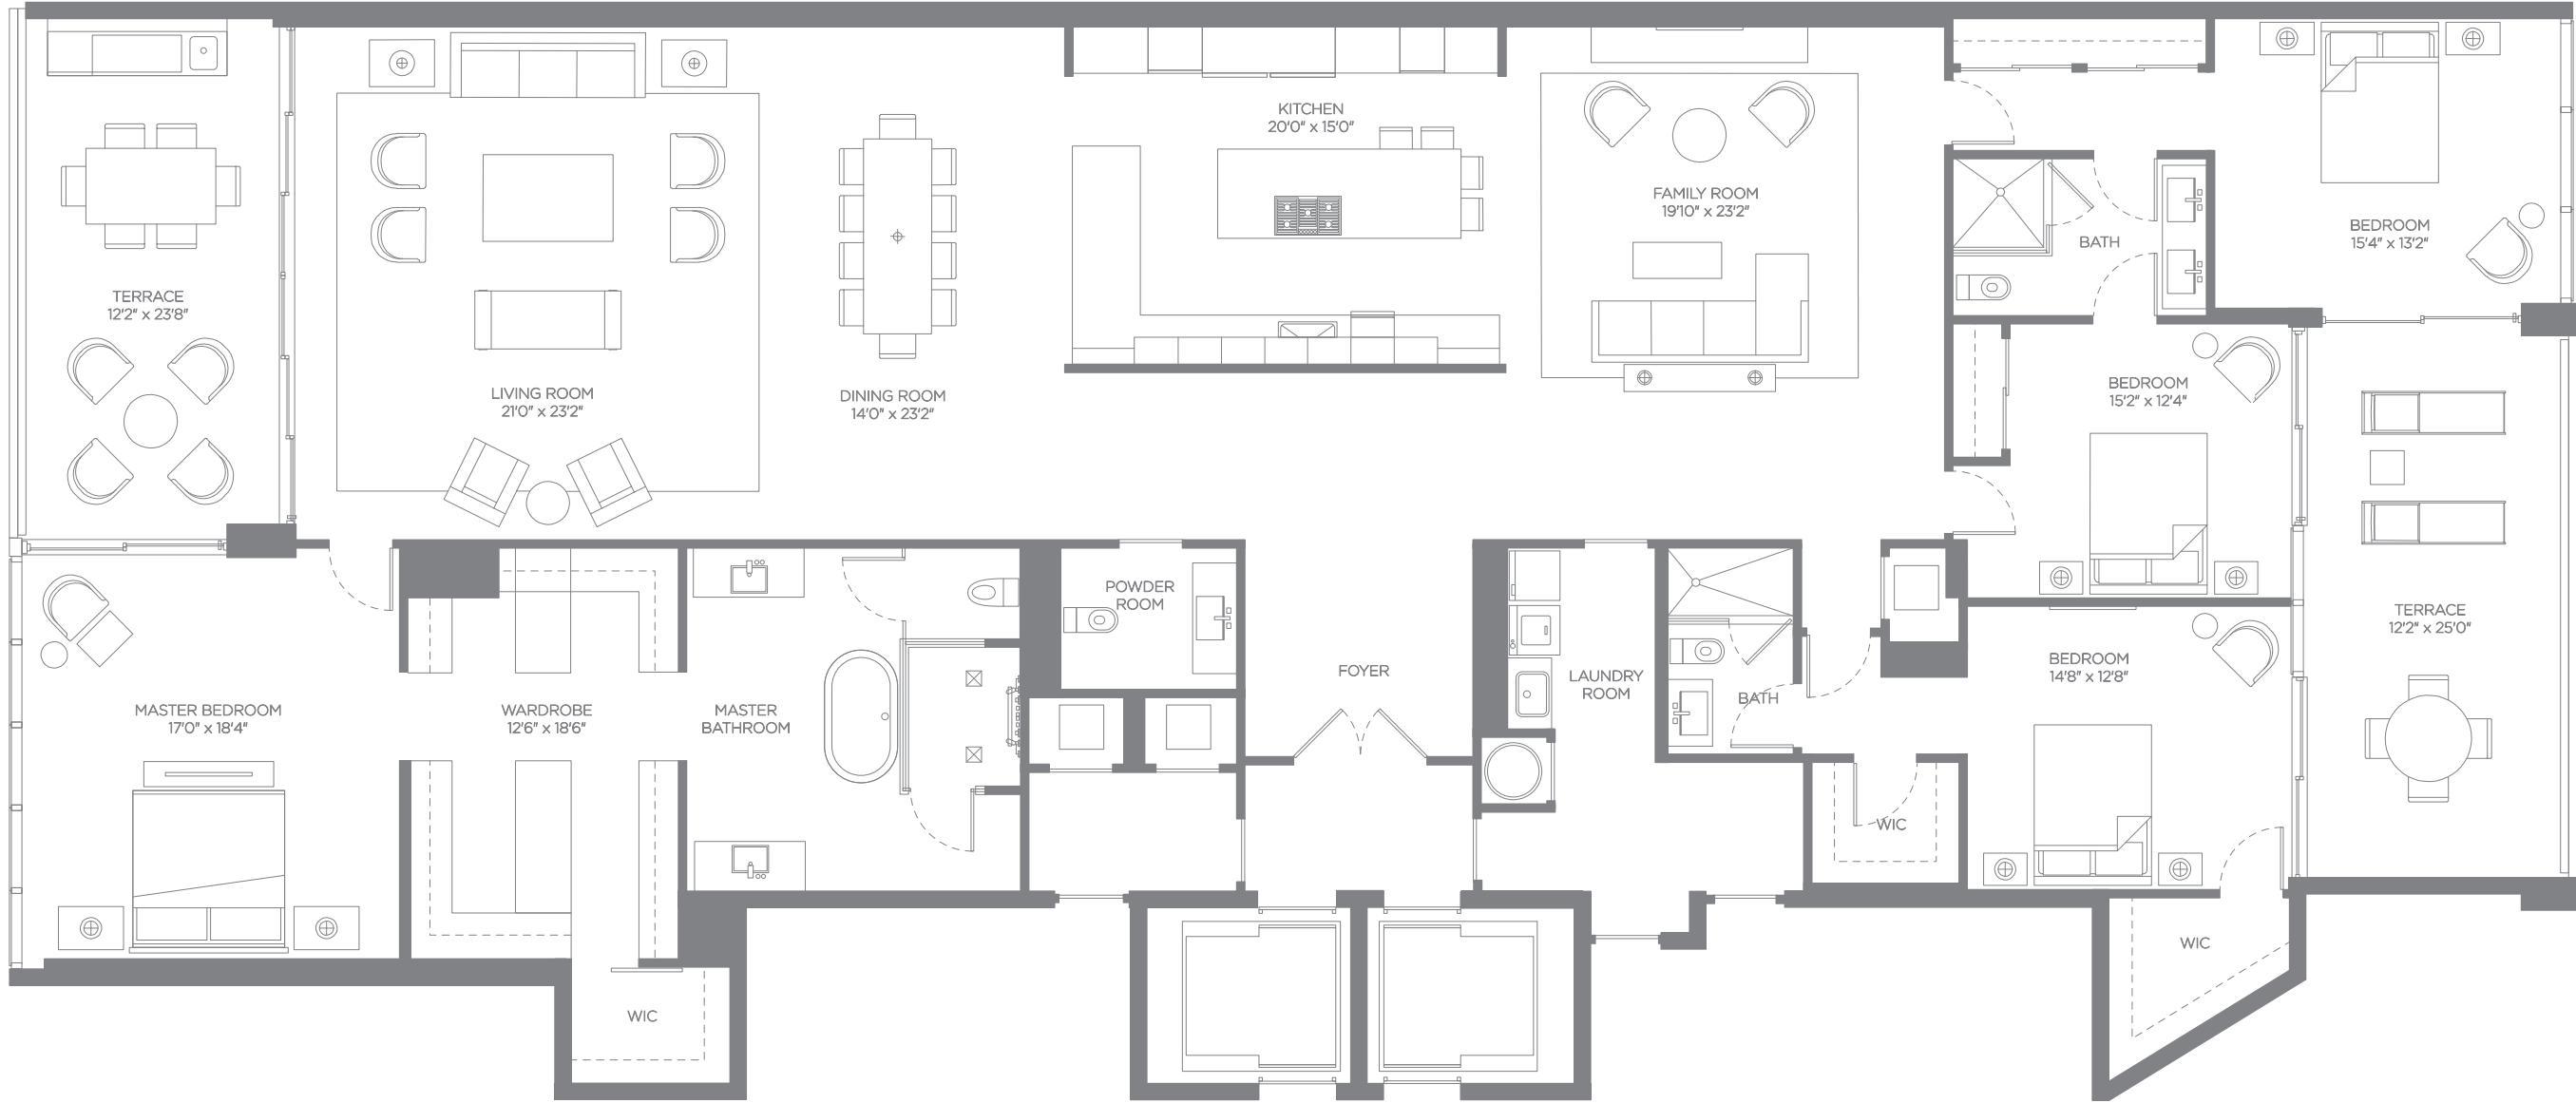 TERRACE
12'2" x 23'8"
LIVING ROOM
21'0" x 23'2"
DINING ROOM
14'0" x 23'2"
KITCHEN
20'0" x 15'0"
FAMILY ROOM
19'10" x 23'2"
BATH
BEDROOM
15'4" x 13'2"
BEDROOM
15'2" x 12'4"
TERRACE
12'2" x 25'0"
MASTER BEDROOM
17'0" x 18'4"
WARDROBE
12'6" x 18'6"
MASTER
BATHROOM
POWDER
ROOM
FOYER
LAUNDRY
ROOM
BATH
BEDROOM
14'8" x 12'8"
WIC
WIC
WIC